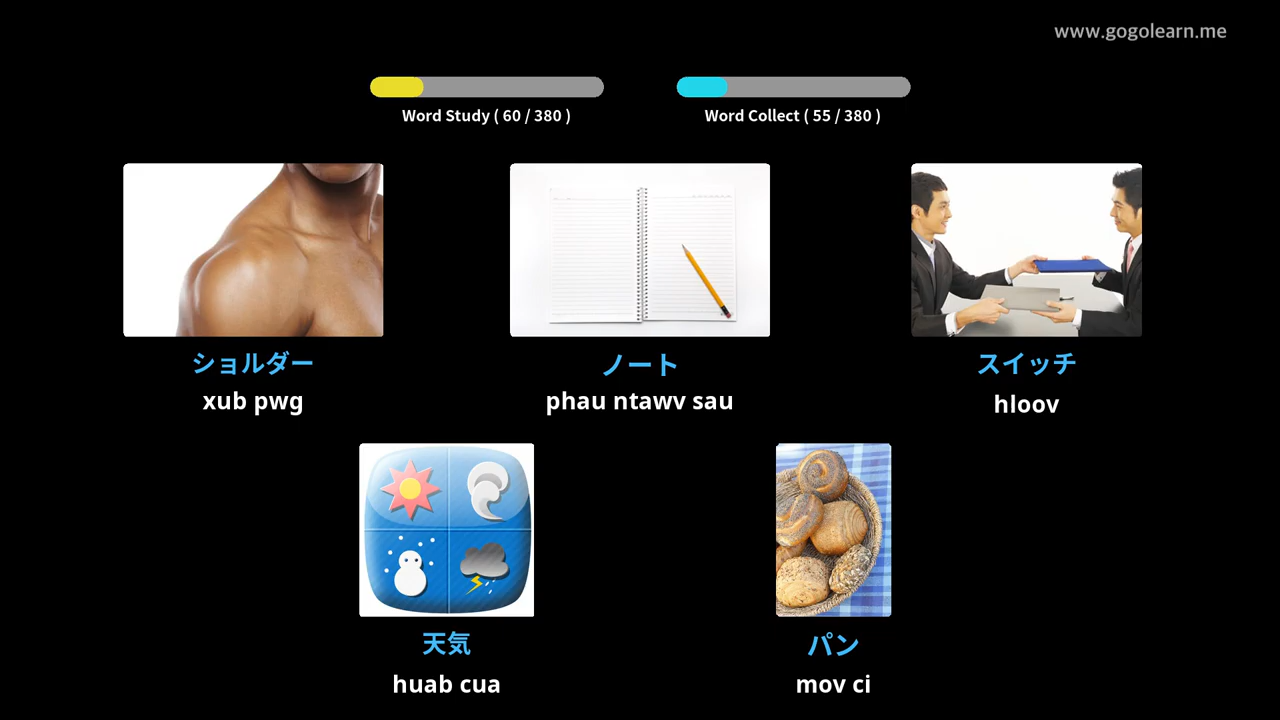 www.gogolearn.me
Word Study ( 60 / 380 )
Word Collect ( 55 / 380 )
ショルダー
xub pwg
ノート
phau ntawv sau
スイッチ
hloov
天気
huab cua
パン
mov ci